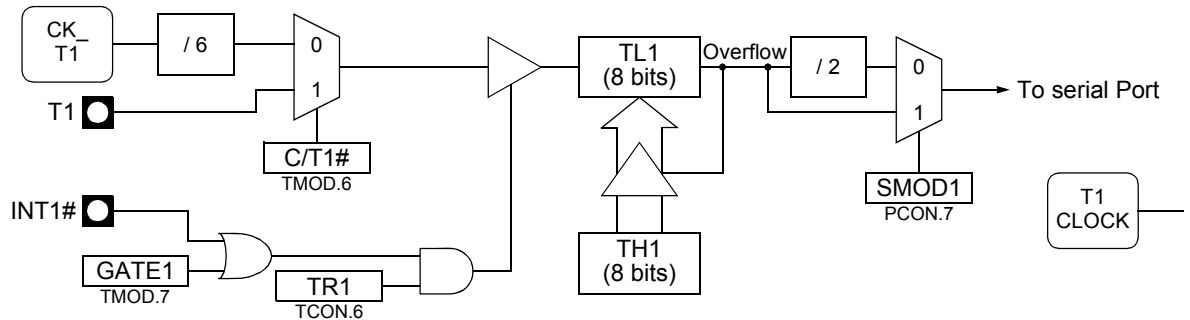 CK_
T1
/ 6
0
1
T1
C/T1#
TMOD.6
INT1#
GATE1
TMOD.7
TR1
TCON.6
TL1
(8 bits)
Overflow
TH1
(8 bits)
/ 2
0
1
To serial Port
SMOD1
PCON.7
T1
CLOCK